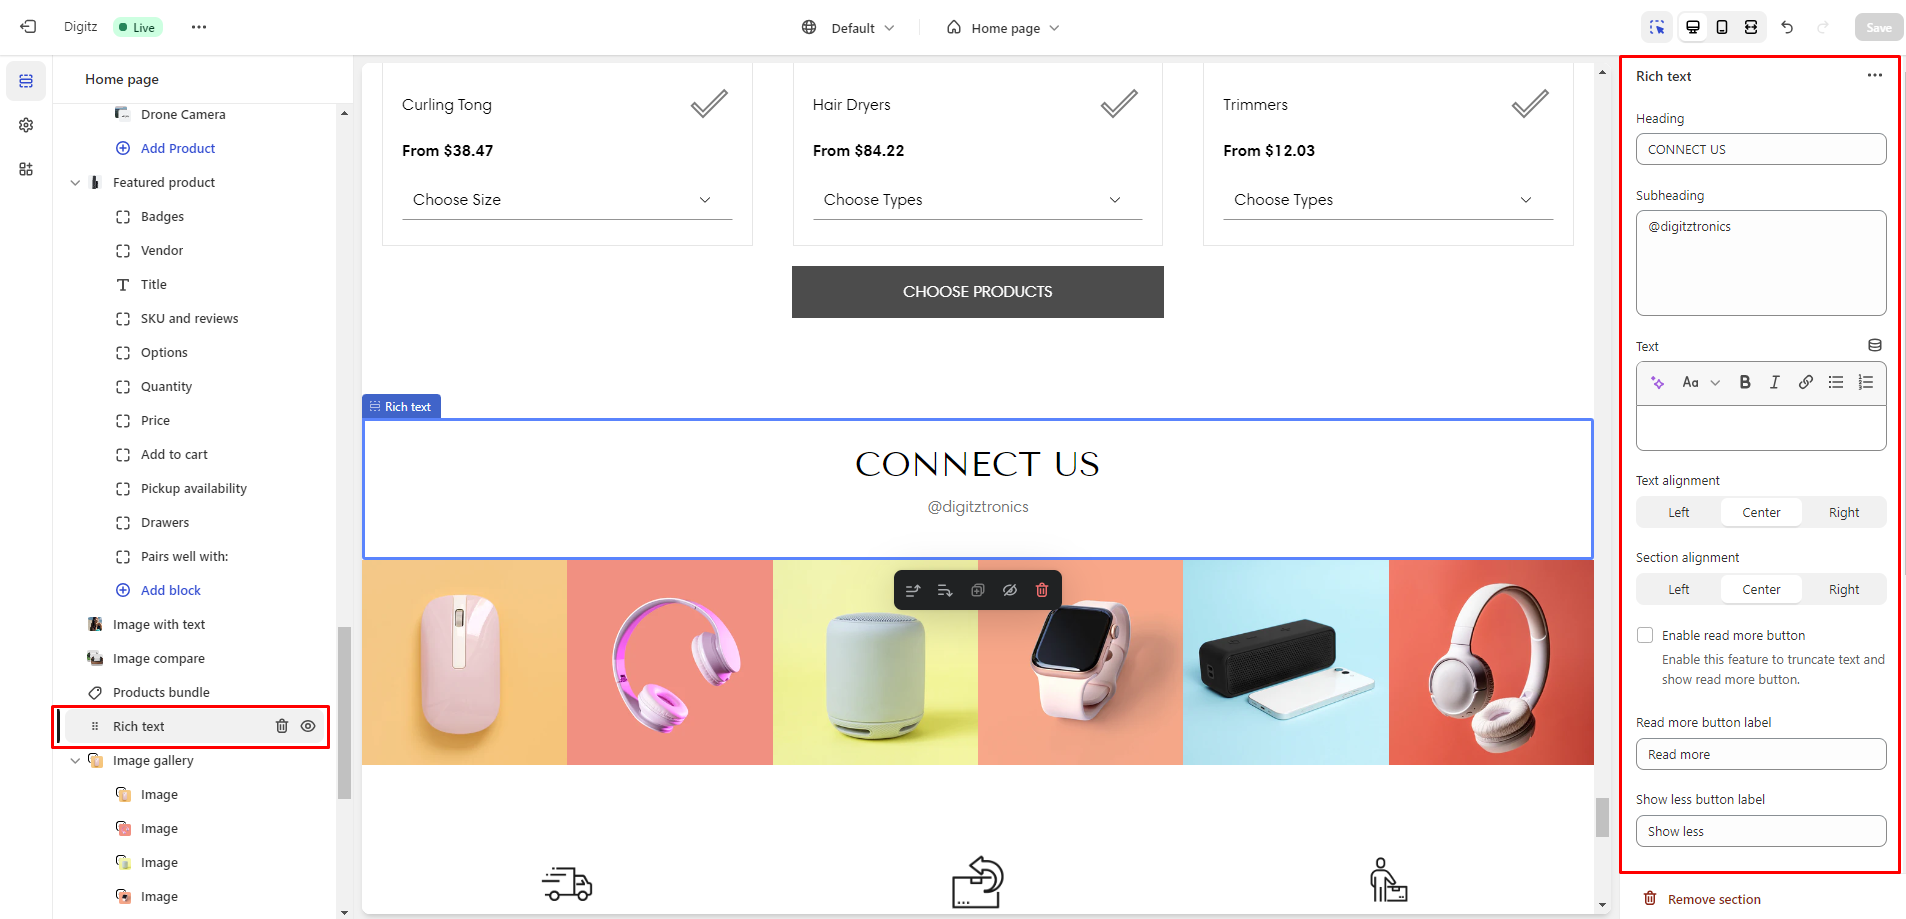 Digitz
Live
Default
Home page
Save
Home page
Drone Camera
Add Product
Featured product
Badges
Vendor
Title
SKU and reviews
Options
Quantity
Price
Add to cart
Pickup availability
Drawers
Pairs well with:
Add block
Image with text
Image compare
Products bundle
Rich text
Image gallery
Image
Image
Image
Image
Curling Tong
From $38.47
Choose Size
Hair Dryers
From $84.22
Choose Types
Trimmers
From $12.03
Choose Types
CHOOSE PRODUCTS
Rich text
CONNECT US
@digitztronics
Rich text
Heading
CONNECT US
Subheading
@digitztronics
Text
Aa
B I
Text alignment
Left Center Right
Section alignment
Left Center Right
Enable read more button
Enable this feature to truncate text and
show read more button.
Read more button label
Read more
Show less button label
Show less
Remove section